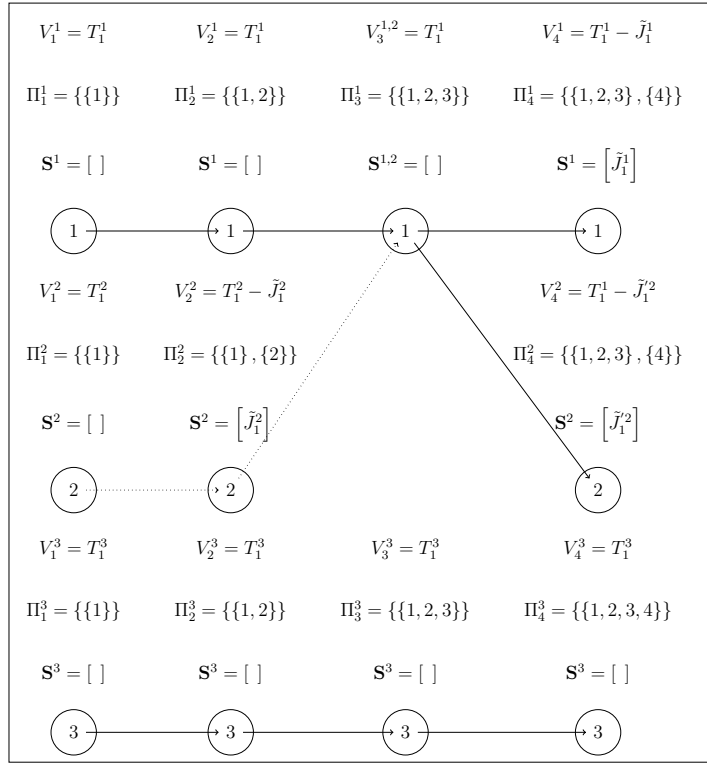 V_1^1 = T_1^1 V_2^1 = T_1^1 V_3^{1,2} = T_1^1 V_4^1 = T_1^1 − J̃_1^1
Π_1^1 = {{1}} Π_2^1 = {{1, 2}} Π_3^1 = {{1, 2, 3}} Π_4^1 = {{1, 2, 3} , {4}}
S^1 = [ ] S^1 = [ ] S^{1,2} = [ ] S^1 = [J̃_1^1]
1 1 1 1
V_1^2 = T_1^2 V_2^2 = T_1^2 − J̃_1^2 V_4^2 = T_1^1 − J̃_1^{'2}
Π_1^2 = {{1}} Π_2^2 = {{1} , {2}} Π_4^2 = {{1, 2, 3} , {4}}
S^2 = [ ] S^2 = [J̃_1^2] S^2 = [J̃_1^{'2}]
2 2 2
V_1^3 = T_1^3 V_2^3 = T_1^3 V_3^3 = T_1^3 V_4^3 = T_1^3
Π_1^3 = {{1}} Π_2^3 = {{1, 2}} Π_3^3 = {{1, 2, 3}} Π_4^3 = {{1, 2, 3, 4}}
S^3 = [ ] S^3 = [ ] S^3 = [ ] S^3 = [ ]
3 3 3 3